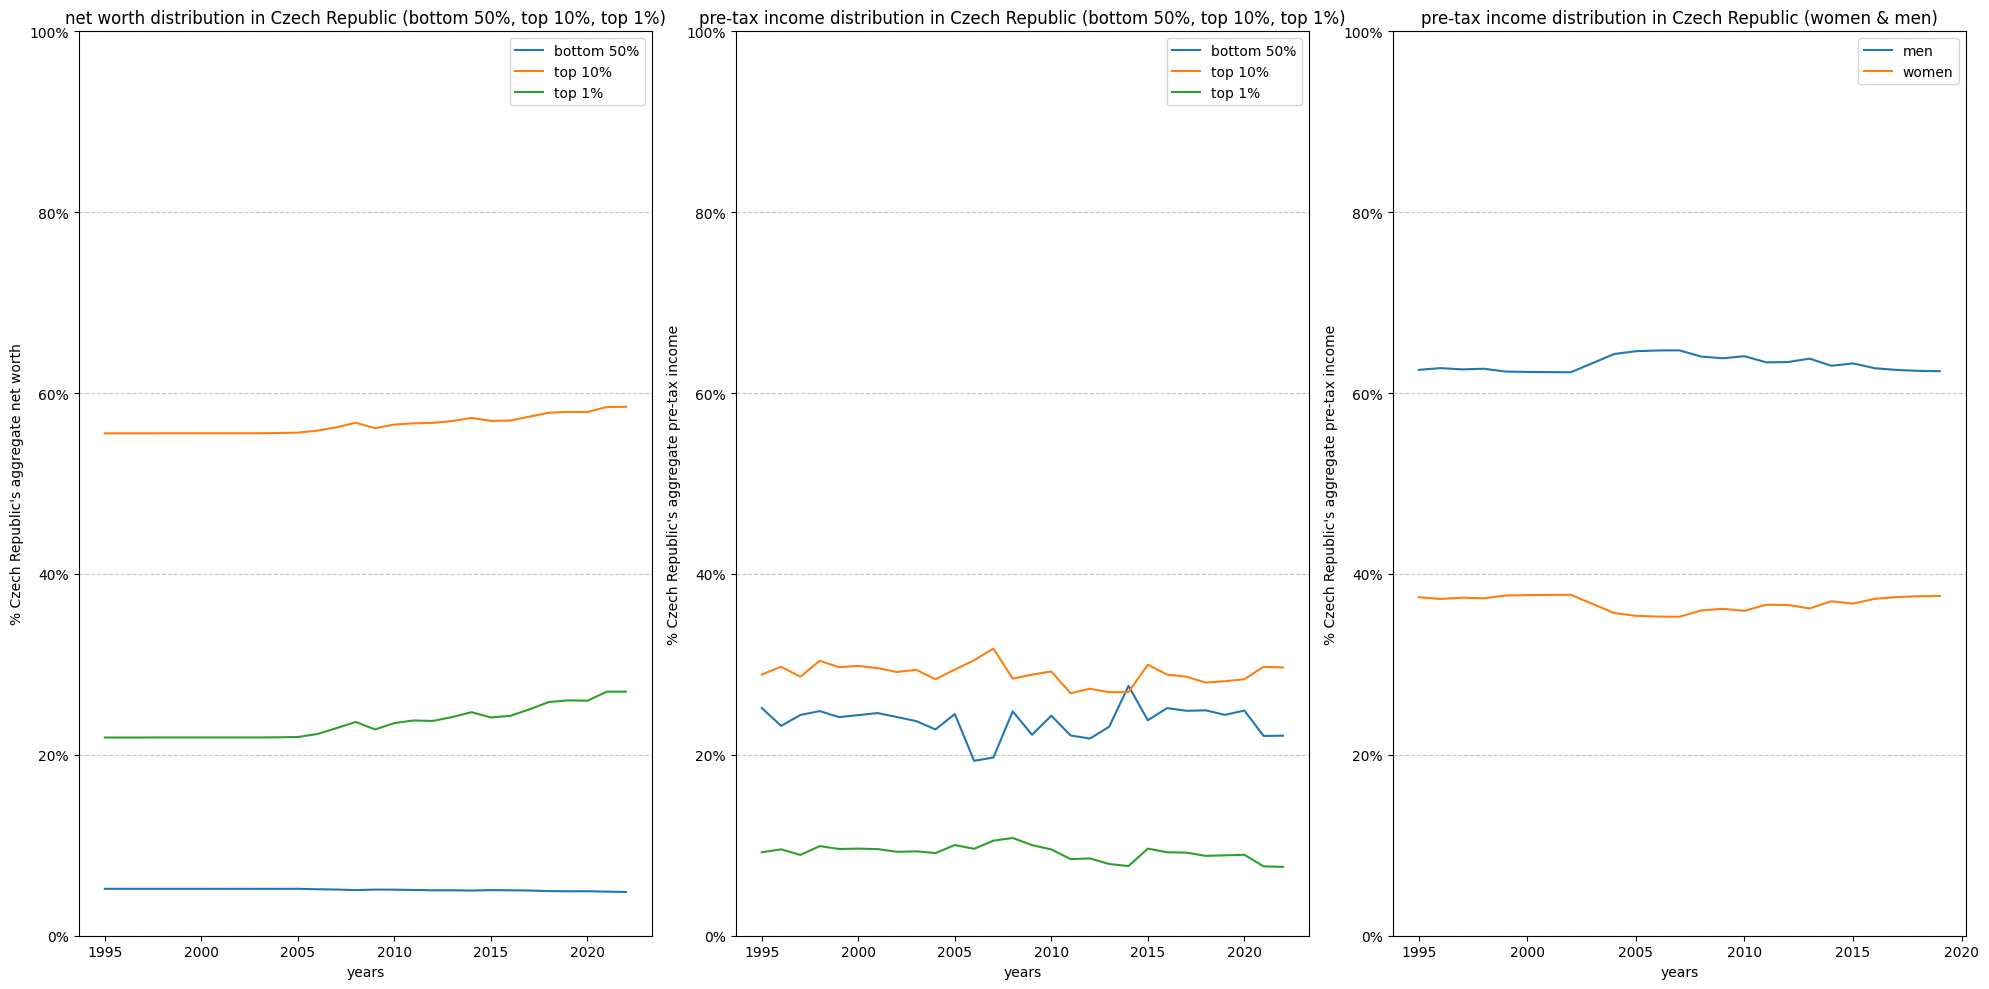 net worth distribution in Czech Republic (bottom 50%, top 10%, top 1%)
100%
80%
60%
40%
20%
0%
% Czech Republic's aggregate net worth
bottom 50%
top 10%
top 1%
1995 2000 2005 2010 2015 2020
years
pre-tax income distribution in Czech Republic (bottom 50%, top 10%, top 1%)
100%
80%
60%
40%
20%
0%
% Czech Republic's aggregate pre-tax income
bottom 50%
top 10%
top 1%
1995 2000 2005 2010 2015 2020
years
pre-tax income distribution in Czech Republic (women & men)
100%
80%
60%
40%
20%
0%
% Czech Republic's aggregate pre-tax income
men
women
1995 2000 2005 2010 2015 2020
years